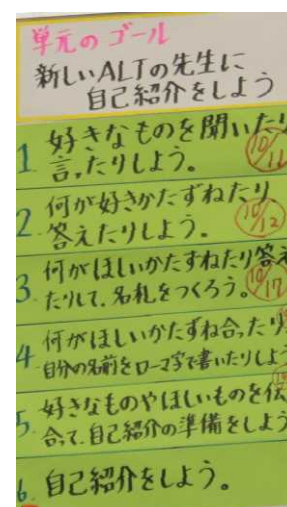 単元のゴール
新しいALTの先生に
自己紹介をしよう
1 好きなものを聞いたり
言ったりしよう。
10/11
2. 何が好きかたずねたり
答えたりしよう。
10/12
3. 何がほしいかたずねたり答え
たりして、名札をつくろう。
10/17
4 何がほしいかたずね合ったり
自分の名前をローマ字で書いたりしよう
5. 好きなものやほしいものを伝
合って、自己紹介の準備をしよう
6. 自己紹介をしよう。